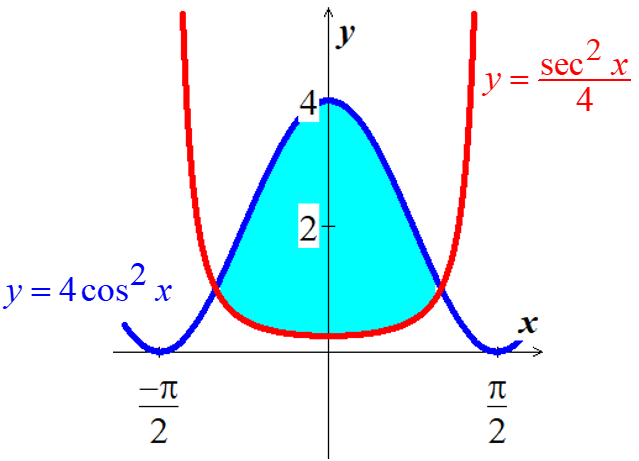 y
y = sec² x / 4
4
2
y = 4 cos² x
x
−π/2
π/2